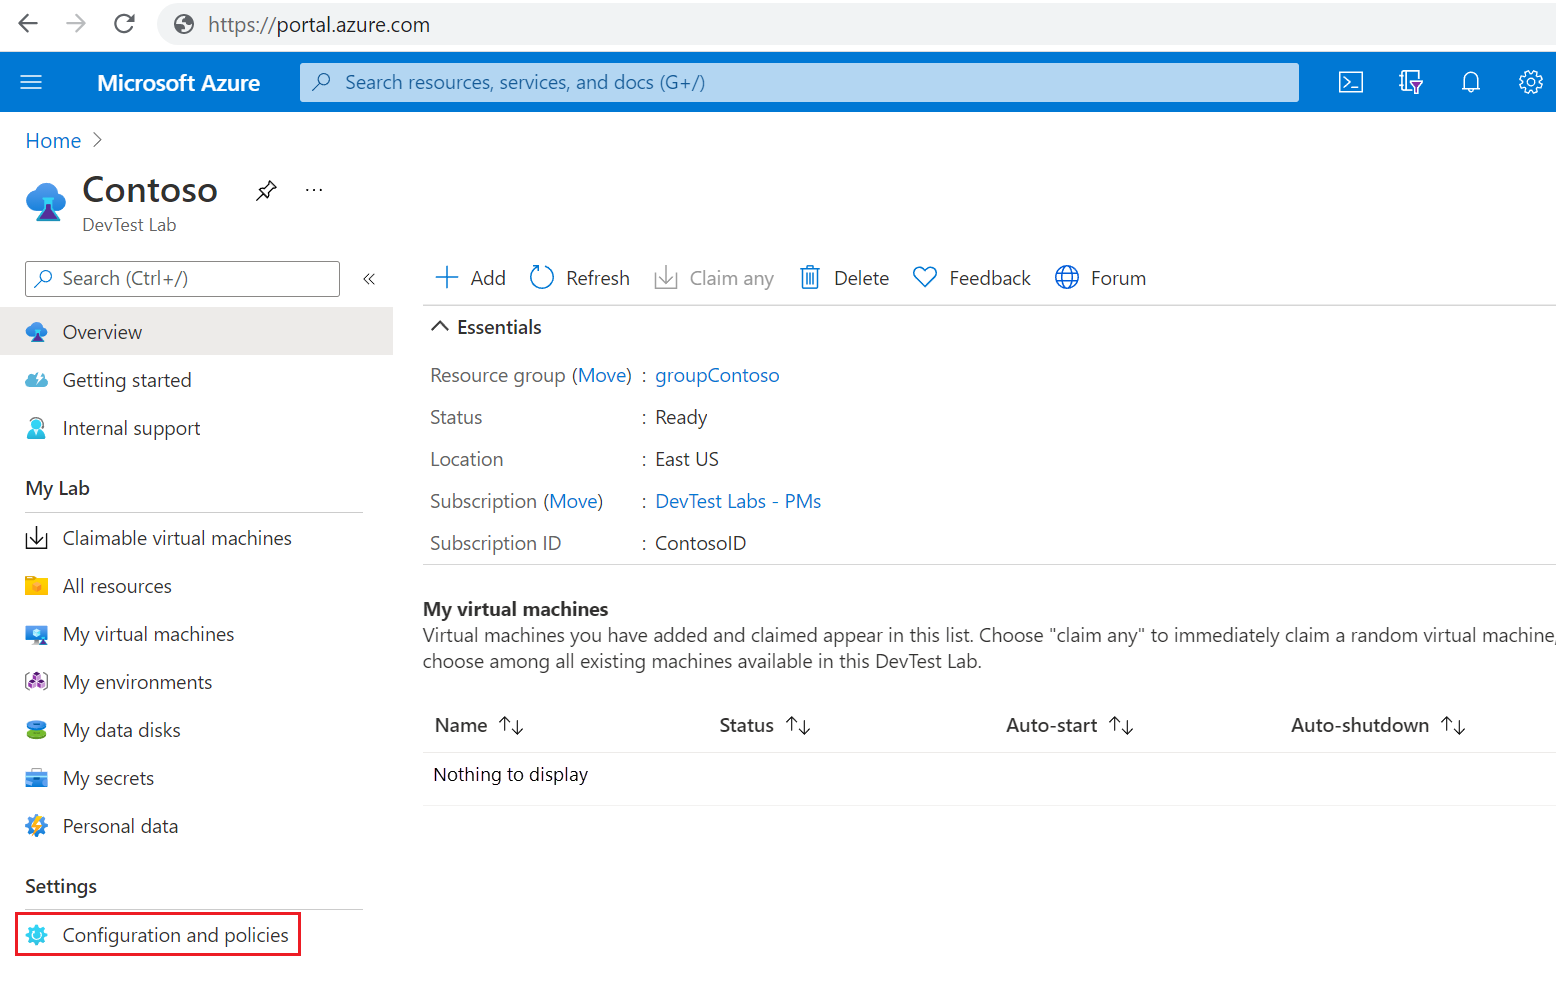 https://portal.azure.com
Microsoft Azure
Search resources, services, and docs (G+/)
Home
Contoso
...
DevTest Lab
Search (Ctrl+/)
«
Overview
Getting started
Internal support
My Lab
Claimable virtual machines
All resources
My virtual machines
My environments
My data disks
My secrets
Personal data
Settings
Configuration and policies
Add Refresh Claim any Delete Feedback Forum
Essentials
Resource group (Move) : groupContoso
Status : Ready
Location : East US
Subscription (Move) : DevTest Labs - PMs
Subscription ID : ContosoID
My virtual machines
Virtual machines you have added and claimed appear in this list. Choose "claim any" to immediately claim a random virtual machine,
choose among all existing machines available in this DevTest Lab.
Name ↑↓ Status ↑↓ Auto-start ↑↓ Auto-shutdown ↑↓
Nothing to display